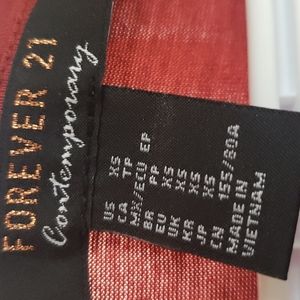 FOREVER 21
Contemporary
US XS
CA TP
MX/ECU EP
BR PP
EU XS
UK XS
KR XS
JP XS
CN 155/80A
MADE IN
VIETNAM